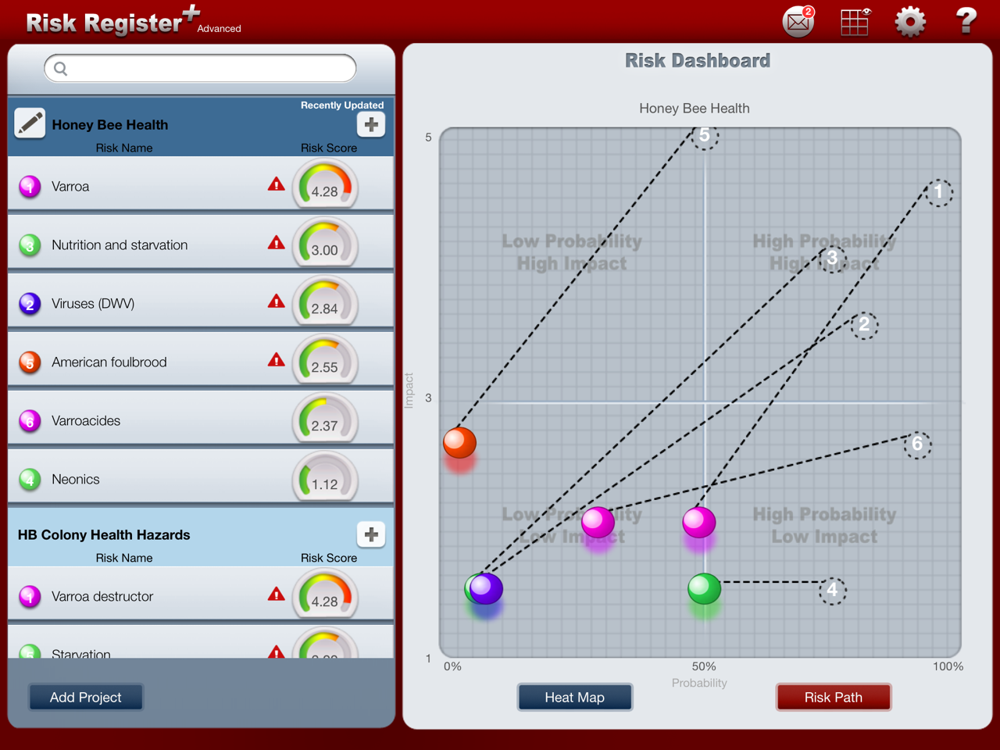 Risk Register+
Advanced
2
?
Recently Updated
Honey Bee Health
Risk Name Risk Score
1 Varroa 4.28
3 Nutrition and starvation 3.00
2 Viruses (DWV) 2.84
5 American foulbrood 2.55
6 Varroacides 2.37
4 Neonics 1.12
HB Colony Health Hazards
Risk Name Risk Score
1 Varroa destructor 4.28
5 Starvation
Add Project
Risk Dashboard
Honey Bee Health
5
5
1
Low Probability
High Impact
High Probability
High Impact
3
2
3
Impact
6
Low Probability
Low Impact
High Probability
Low Impact
4
1
0% 50% 100%
Probability
Heat Map
Risk Path